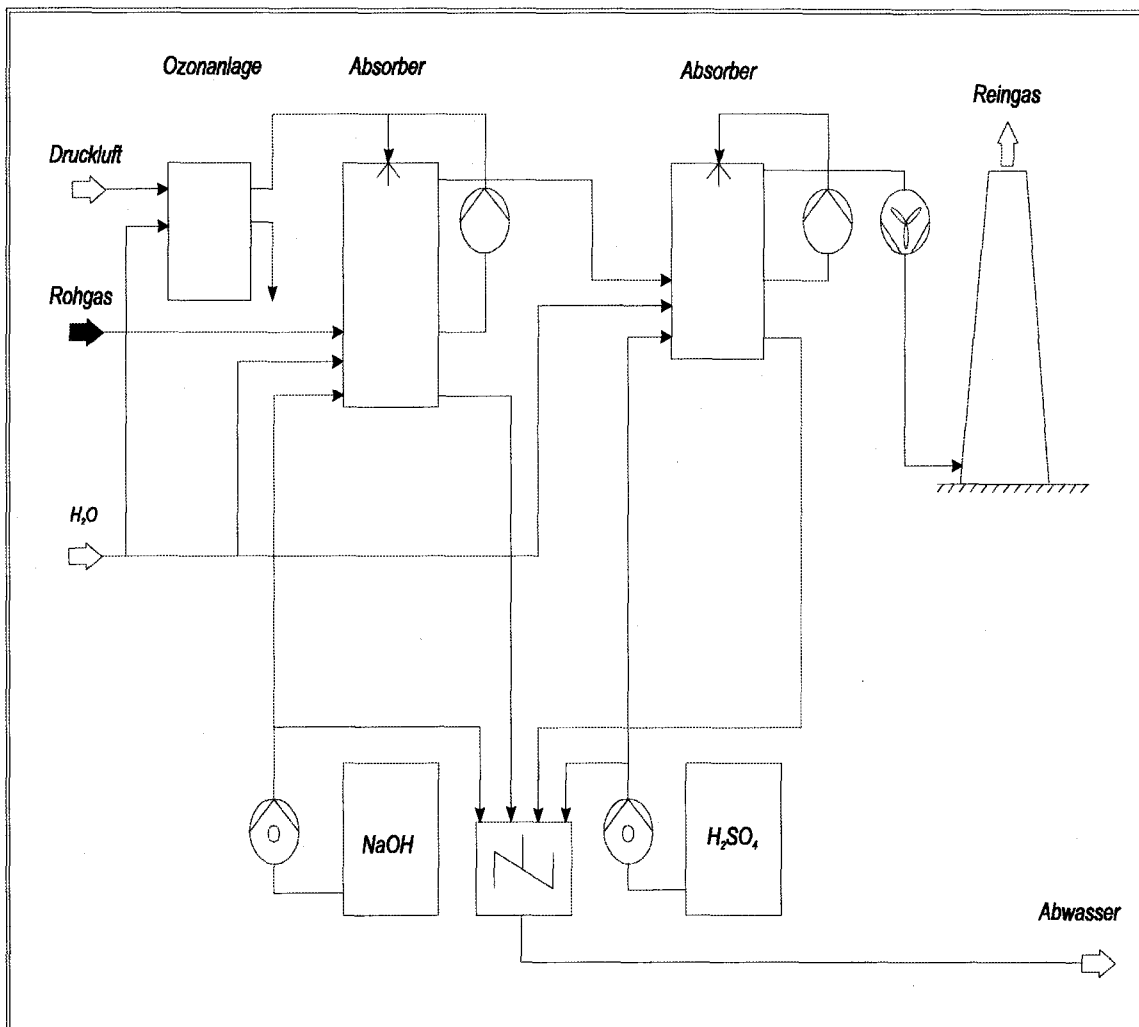 Ozonanlage
Absorber
Absorber
Reingas
Druckluft
Rohgas
H₂O
NaOH
H₂SO₄
Abwasser